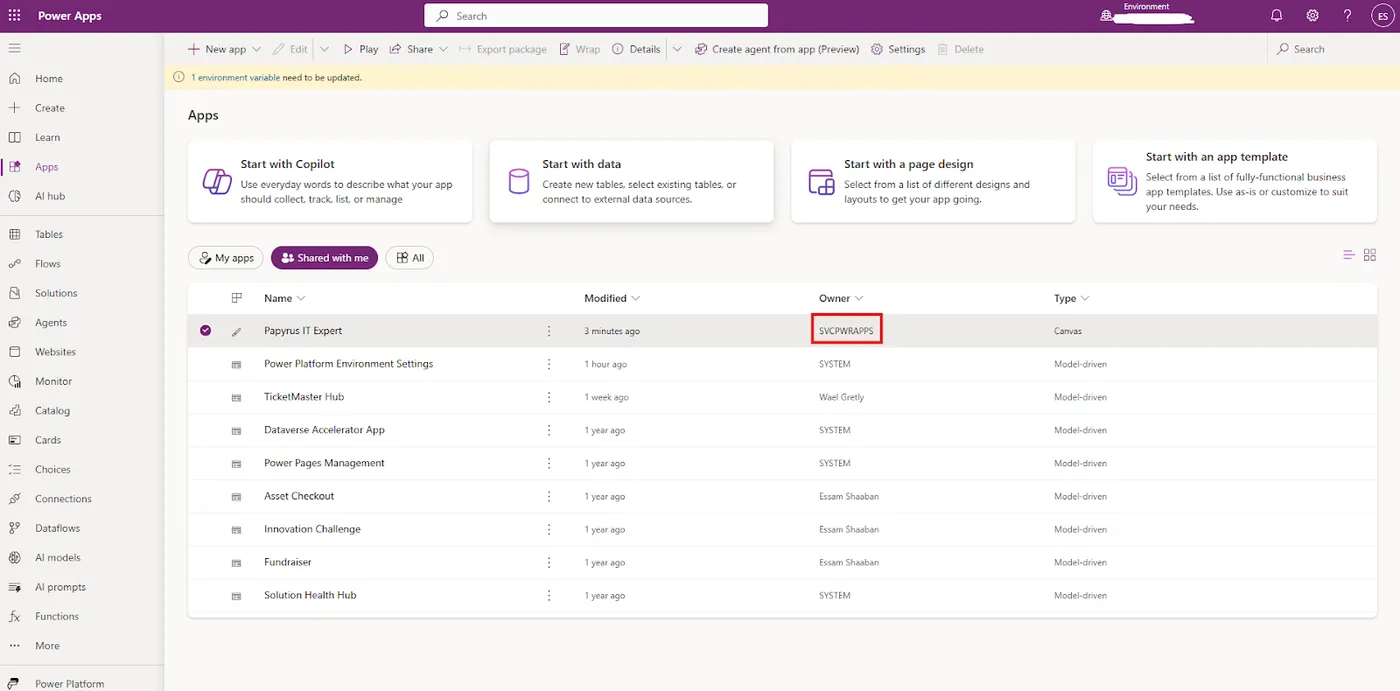 Power Apps
Search
Environment
ES
New app
Edit
Play
Share
Export package
Wrap
Details
Create agent from app (Preview)
Settings
Delete
Search
1 environment variable need to be updated.
Home
Create
Learn
Apps
AI hub
Tables
Flows
Solutions
Agents
Websites
Monitor
Catalog
Cards
Choices
Connections
Dataflows
AI models
AI prompts
Functions
More
Power Platform
Apps
Start with Copilot
Use everyday words to describe what your app
should collect, track, list, or manage
Start with data
Create new tables, select existing tables, or
connect to external data sources.
Start with a page design
Select from a list of different designs and
layouts to get your app going.
Start with an app template
Select from a list of fully-functional business
app templates. Use as-is or customize to suit
your needs.
My apps
Shared with me
All
Name Modified Owner Type
Papyrus IT Expert 3 minutes ago SVCPWRAPPS Canvas
Power Platform Environment Settings 1 hour ago SYSTEM Model-driven
TicketMaster Hub 1 week ago Wael Gretly Model-driven
Dataverse Accelerator App 1 year ago SYSTEM Model-driven
Power Pages Management 1 year ago SYSTEM Model-driven
Asset Checkout 1 year ago Essam Shaaban Model-driven
Innovation Challenge 1 year ago Essam Shaaban Model-driven
Fundraiser 1 year ago Essam Shaaban Model-driven
Solution Health Hub 1 year ago SYSTEM Model-driven